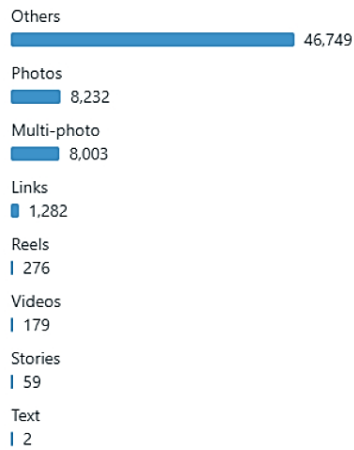 Others
46,749
Photos
8,232
Multi-photo
8,003
Links
1,282
Reels
276
Videos
179
Stories
59
Text
2